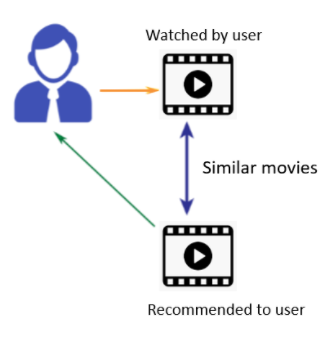 Watched by user
Similar movies
Recommended to user